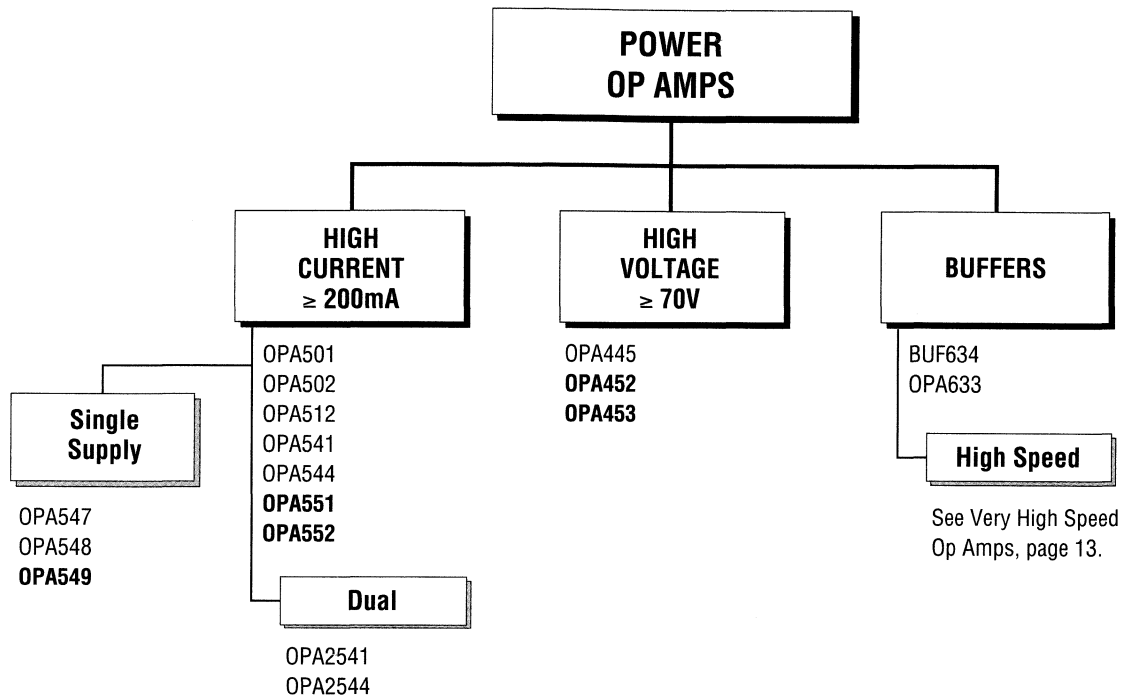 POWER
OP AMPS
HIGH
CURRENT
≥ 200mA
OPA501
OPA502
OPA512
OPA541
OPA544
OPA551
OPA552
Single
Supply
OPA547
OPA548
OPA549
Dual
OPA2541
OPA2544
HIGH
VOLTAGE
≥ 70V
OPA445
OPA452
OPA453
BUFFERS
BUF634
OPA633
High Speed
See Very High Speed
Op Amps, page 13.